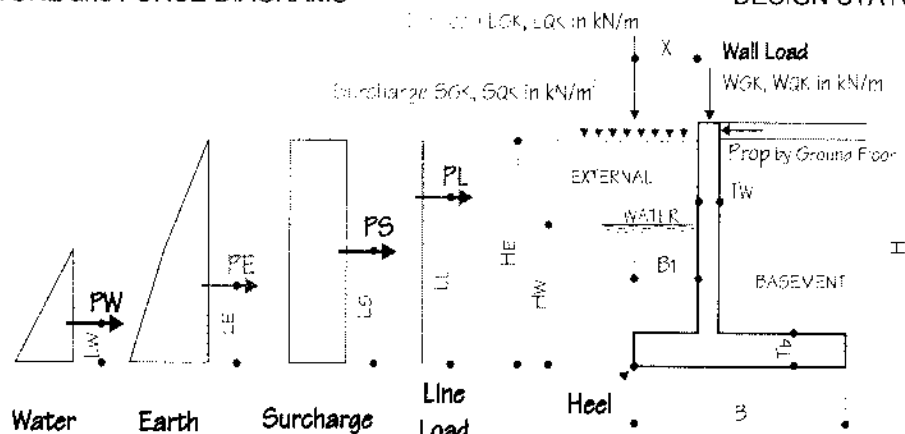 DESIGN STAT
LGK, LQK in kN/m
X
Wall Load
Surcharge SGK, SQK in kN/m²
WGK, WQK in kN/m
Prop by Ground Floor
EXTERNAL
PL
TW
WATER
PS
HE
B1
PE
LL
HW
BASEMENT
H
PW
LS
LE
LW
Tb
Line
Heel
Water
Earth
Surcharge
Load
B